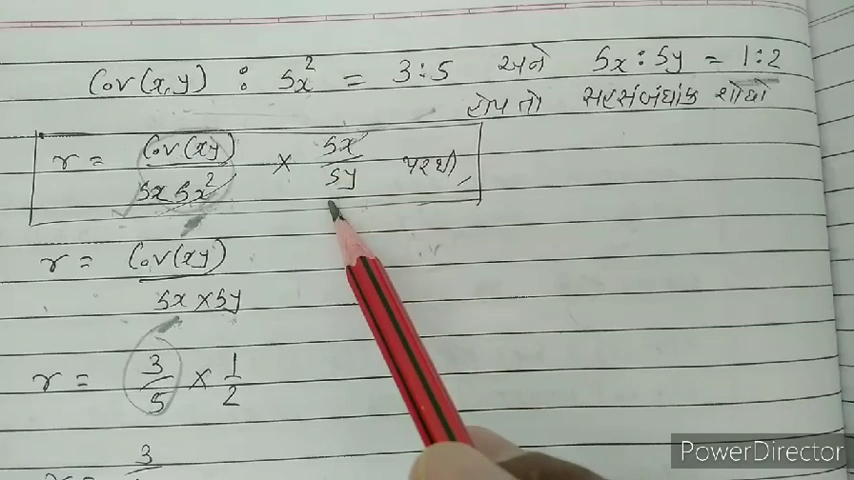 Cov(x,y) : Sx² = 3:5 અને Sx : Sy = 1:2
હોય તો સહસંબંધાંક શોધો
r = Cov(xy) / Sx² × Sx / Sy પરથી
r = Cov(xy) / Sx × Sy
r = 3/5 × 1/2
3
PowerDirector